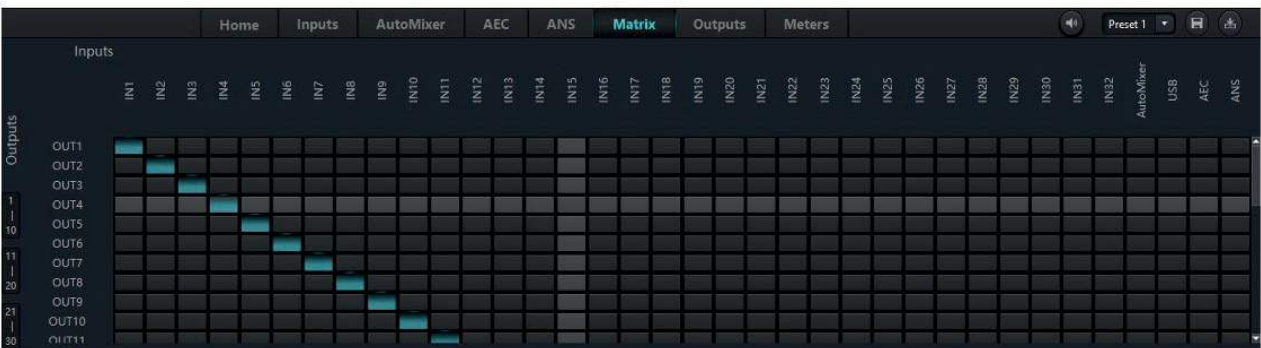 Home Inputs AutoMixer AEC ANS Matrix Outputs Meters Preset 1
Inputs
IN1 IN2 IN3 IN4 IN5 IN6 IN7 IN8 IN9 IN10 IN11 IN12 IN13 IN14 IN15 IN16 IN17 IN18 IN19 IN20 IN21 IN22 IN23 IN24 IN25 IN26 IN27 IN28 IN29 IN30 IN31 IN32 AutoMixer USB AEC ANS
Outputs
OUT1
OUT2
OUT3
OUT4
OUT5
OUT6
OUT7
OUT8
OUT9
OUT10
OUT11
1 | 10
11 | 20
21 | 30